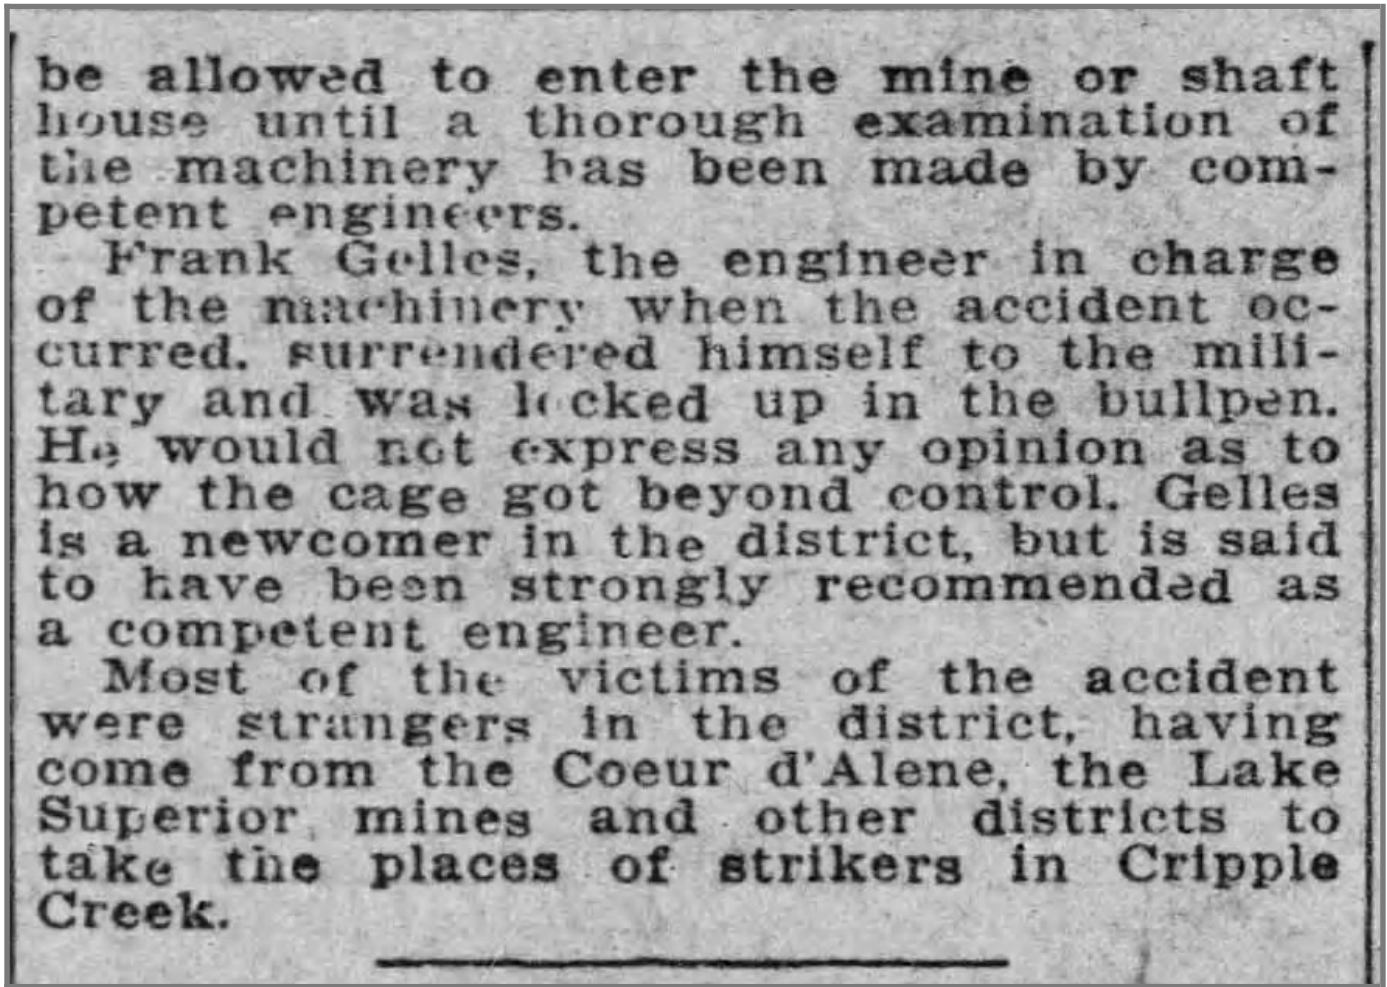 be allowed to enter the mine or shaft
house until a thorough examination of
the machinery has been made by com-
petent engineers.
Frank Gelles, the engineer in charge
of the machinery when the accident oc-
curred, surrendered himself to the mili-
tary and was locked up in the bullpen.
He would not express any opinion as to
how the cage got beyond control. Gelles
is a newcomer in the district, but is said
to have been strongly recommended as
a competent engineer.
Most of the victims of the accident
were strangers in the district, having
come from the Coeur d'Alene, the Lake
Superior mines and other districts to
take the places of strikers in Cripple
Creek.